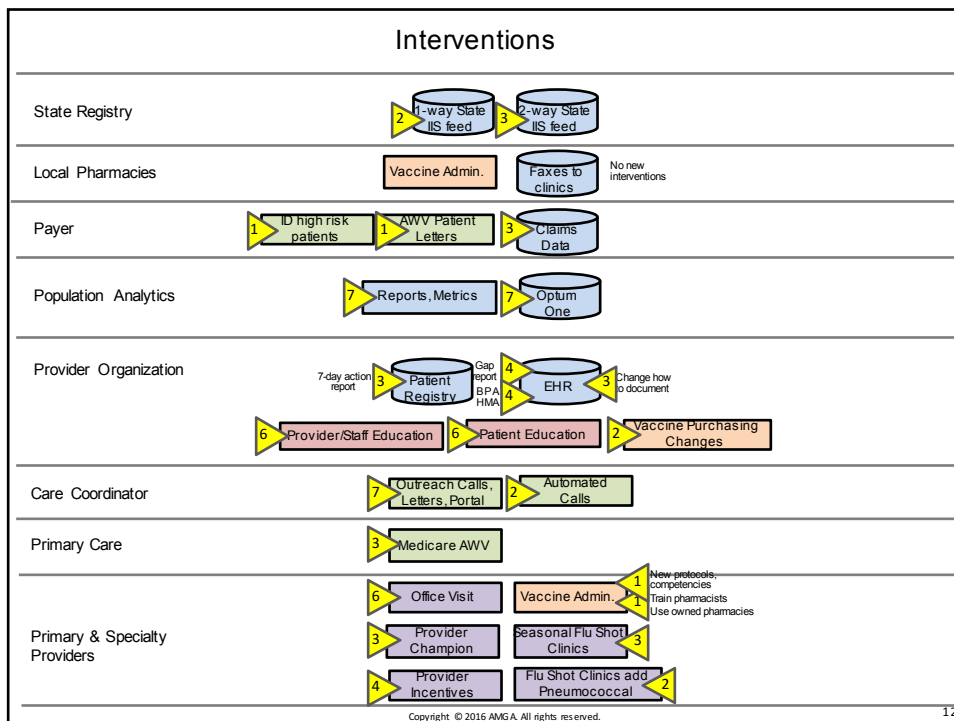 Interventions
State Registry
2
1-way State
IIS feed
3
2-way State
IIS feed
Local Pharmacies
Vaccine Admin.
Faxes to
clinics
No new
interventions
Payer
1
ID high risk
patients
1
AWV Patient
Letters
3
Claims
Data
Population Analytics
7
Reports, Metrics
7
Optum
One
Provider Organization
7-day action
report
3
Patient
Registry
Gap
report
BPA
HMA
4
4
EHR
3
Change how
to document
6
Provider/Staff Education
6
Patient Education
2
Vaccine Purchasing
Changes
Care Coordinator
7
Outreach Calls,
Letters, Portal
2
Automated
Calls
Primary Care
3
Medicare AWV
Primary & Specialty
Providers
6
Office Visit
Vaccine Admin.
1
New protocols,
competencies
1
Train pharmacists
Use owned pharmacies
3
Provider
Champion
Seasonal Flu Shot
Clinics
3
4
Provider
Incentives
Flu Shot Clinics add
Pneumococcal
2
Copyright © 2016 AMGA. All rights reserved.
12